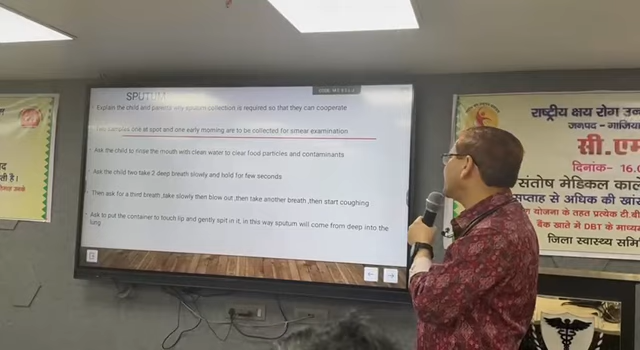 SPUTUM
Explain the child and parents why sputum collection is required so that they can cooperate
Two samples one at spot and one early morning are to be collected for smear examination
Ask the child to rinse the mouth with clean water to clear food particles and contaminants
Ask the child two take 2 deep breath slowly and hold for few seconds
Then ask for a third breath ,take slowly then blow out ,then take another breath ,then start coughing
Ask to put the container to touch lip and gently spit in it, in this way sputum will come from deep into the
lung
राष्ट्रीय क्षय रोग उन
जनपद - गाजिया
सी.एम
दिनांक- 16.0
संतोष मेडिकल काले
सप्ताह से अधिक की खांस
योजना के तहत प्रत्येक टी.बी
बैंक खाते में DBT के माध्यम
जिला स्वास्थ्य समि